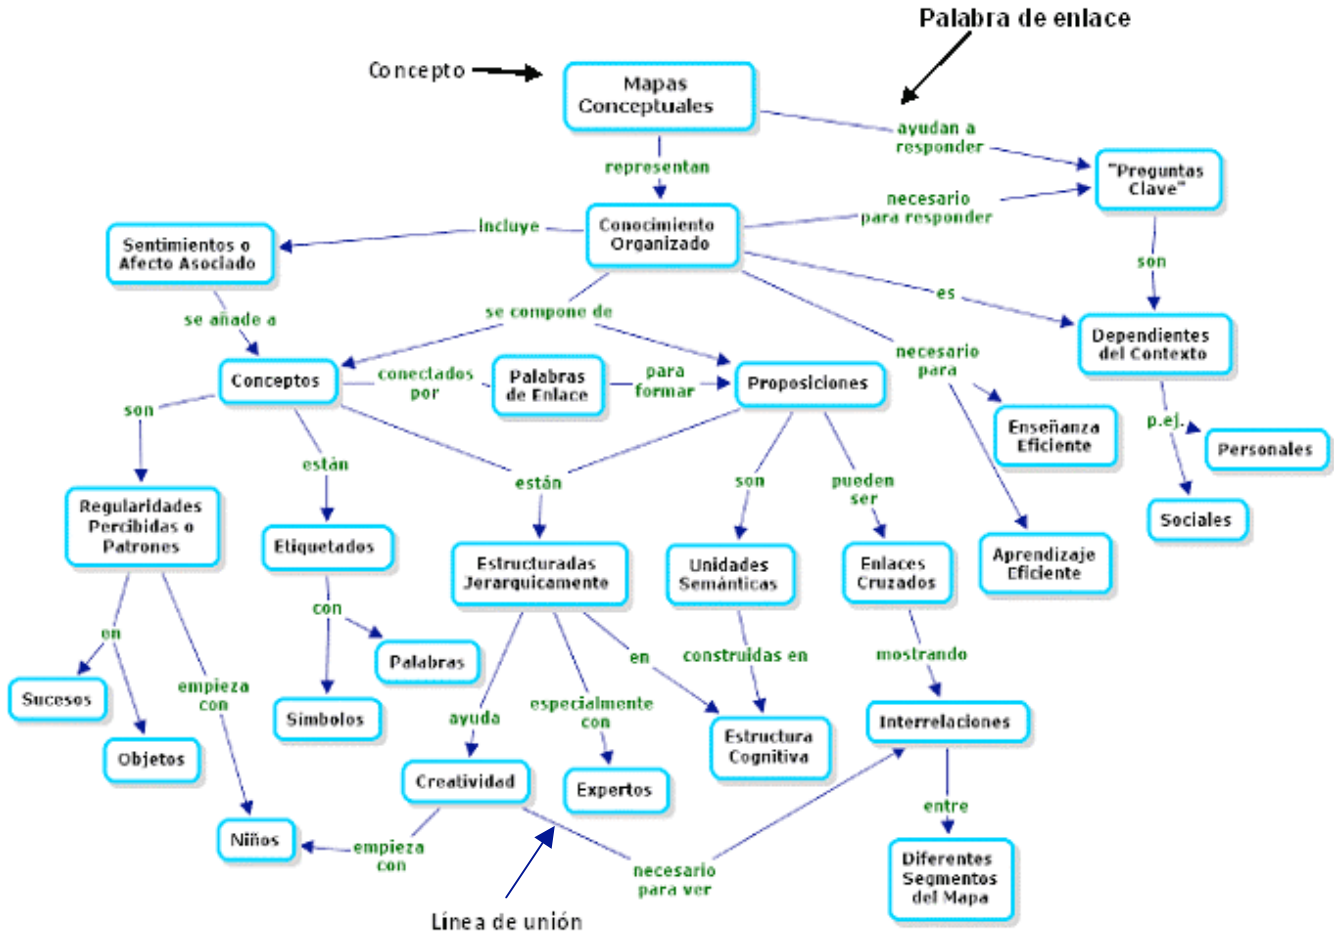 Palabra de enlace
Concepto
Mapas
Conceptuales
ayudan a
responder
"Preguntas
Clave"
representan
necesario
para responder
Incluye
Conocimiento
Organizado
Sentimientos o
Afecto Asociado
son
es
se añade a
se compone de
Dependientes
del Contexto
necesario
para
Conceptos
conectados
por
Palabras
de Enlace
para
formar
Proposiciones
son
Enseñanza
Eficiente
p.ej.
Personales
están
están
son
pueden
ser
Regularidades
Percibidas o
Patrones
Sociales
Etiquetados
Estructuradas
Jerarquicamente
Unidades
Semánticas
Enlaces
Cruzados
Aprendizaje
Eficiente
con
en
Palabras
en
construidas en
mostrando
Sucesos
empieza
con
Símbolos
ayuda
especialmente
con
Estructura
Cognitiva
Interrelaciones
Objetos
Creatividad
Expertos
entre
Niños
empieza
con
necesario
para ver
Diferentes
Segmentos
del Mapa
Línea de unión